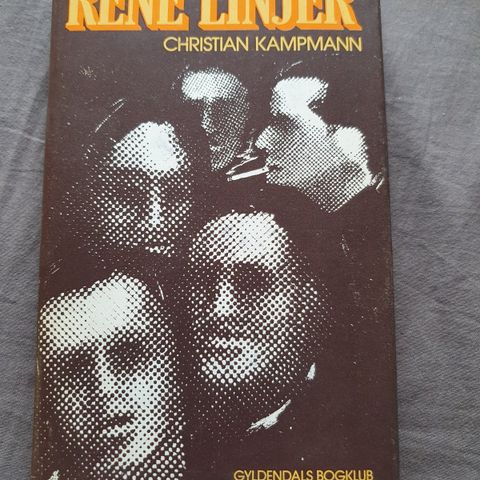 RENE LINJER
CHRISTIAN KAMPMANN
GYLDENDALS BOGKLUB